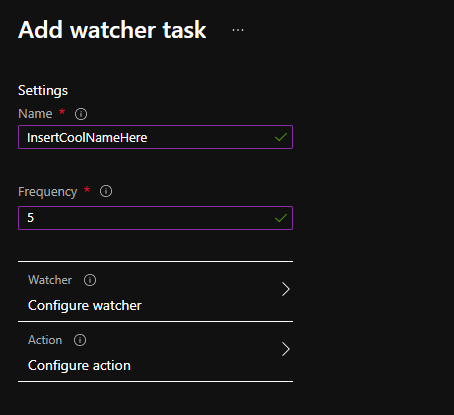 Add watcher task ...
Settings
Name *
InsertCoolNameHere
Frequency *
5
Watcher
Configure watcher
Action
Configure action